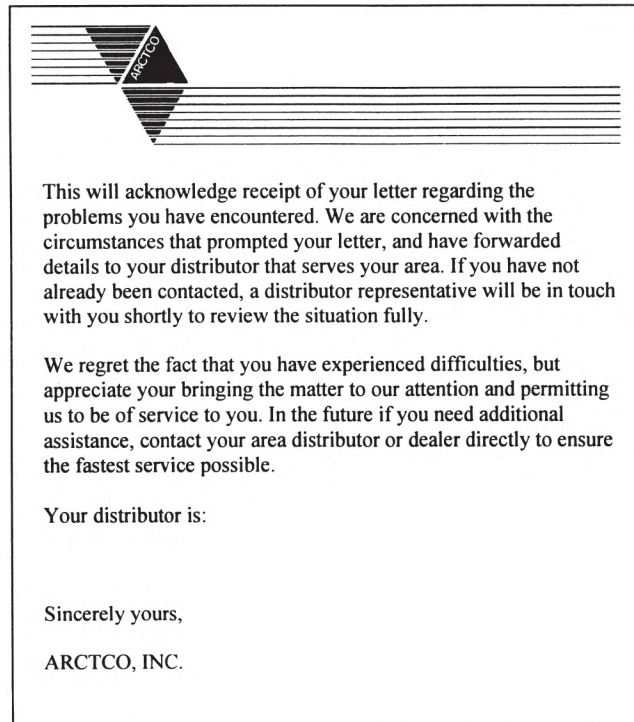 ARCTCO
This will acknowledge receipt of your letter regarding the
problems you have encountered. We are concerned with the
circumstances that prompted your letter, and have forwarded
details to your distributor that serves your area. If you have not
already been contacted, a distributor representative will be in touch
with you shortly to review the situation fully.
We regret the fact that you have experienced difficulties, but
appreciate your bringing the matter to our attention and permitting
us to be of service to you. In the future if you need additional
assistance, contact your area distributor or dealer directly to ensure
the fastest service possible.
Your distributor is:
Sincerely yours,
ARCTCO, INC.